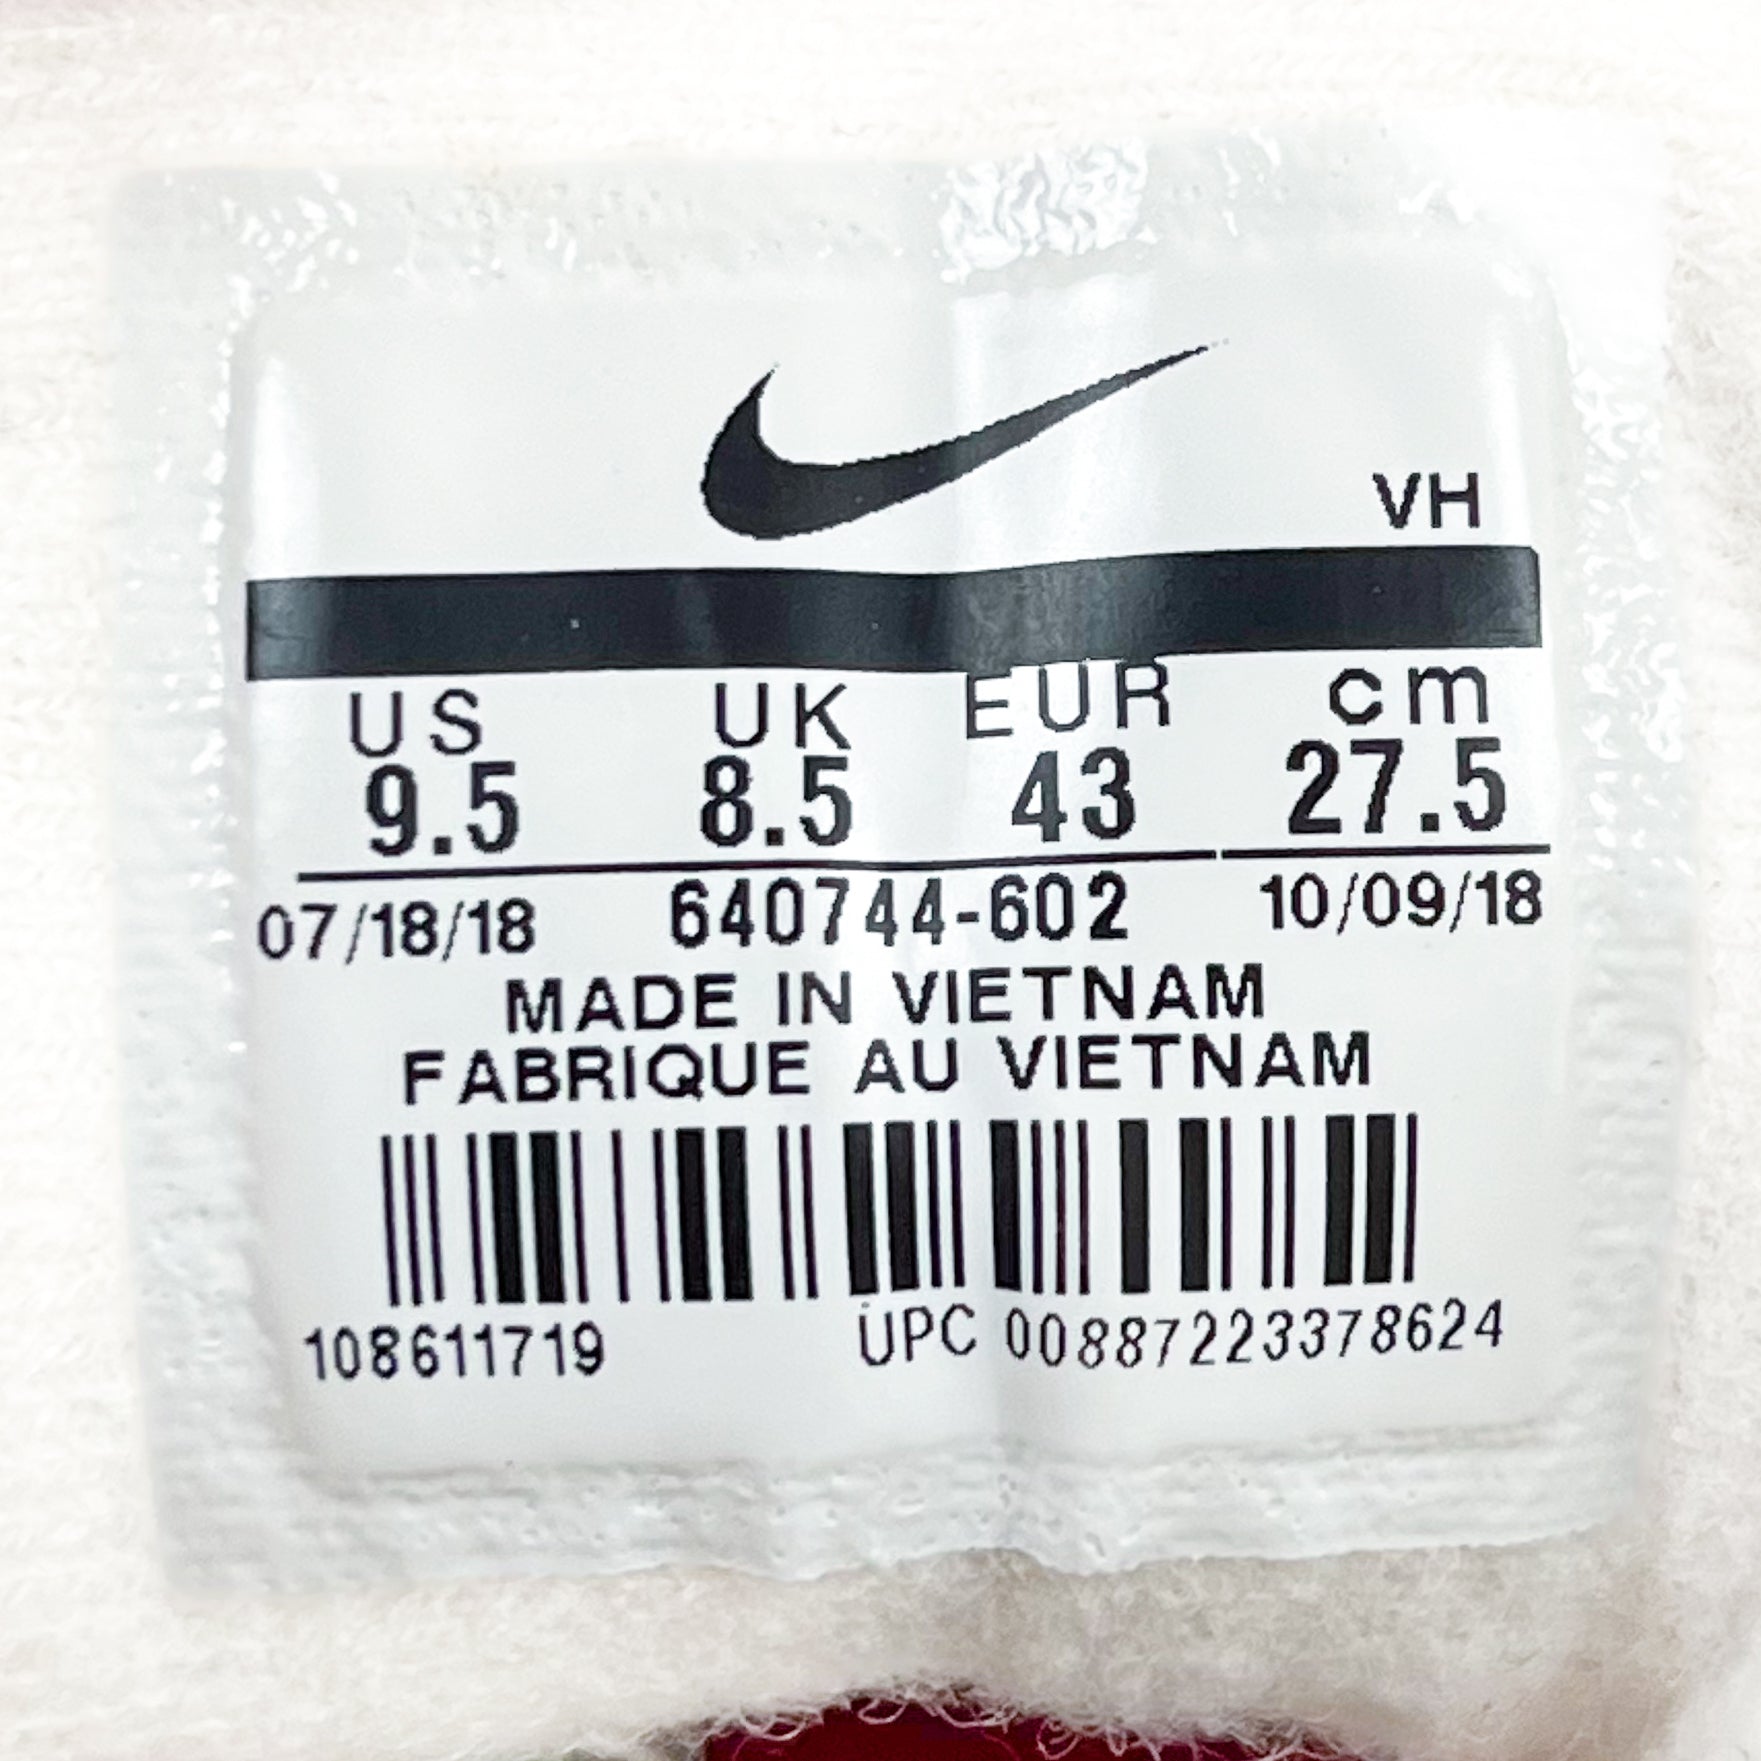 VH
US UK EUR cm
9.5 8.5 43 27.5
07/18/18 640744-602 10/09/18
MADE IN VIETNAM
FABRIQUE AU VIETNAM
108611719 UPC 00887223378624